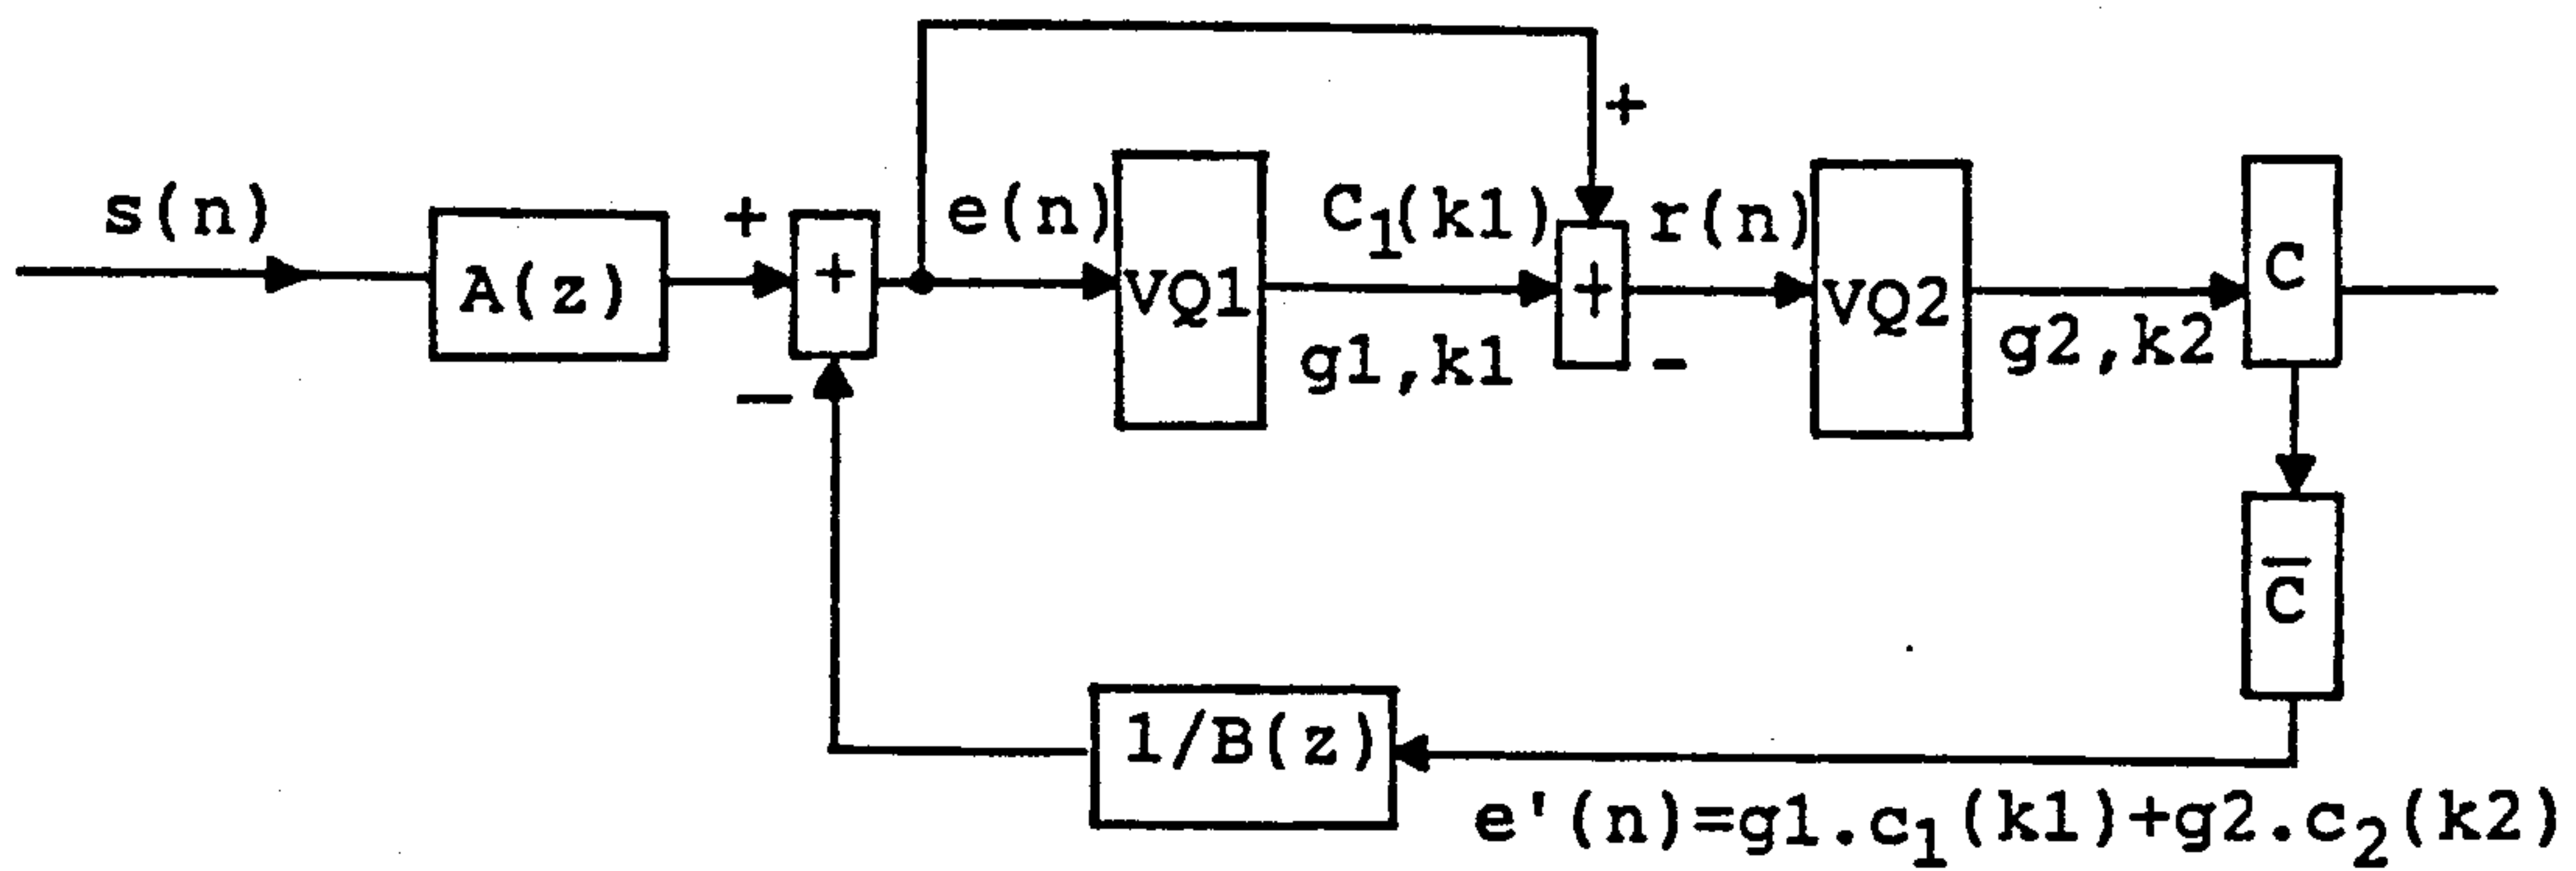 s(n)
A(z)
+
+
−
e(n)
VQ1
C₁(k1)
g1,k1
+
+
−
r(n)
VQ2
g2,k2
C
C̅
1/B(z)
e'(n)=g1.c₁(k1)+g2.c₂(k2)